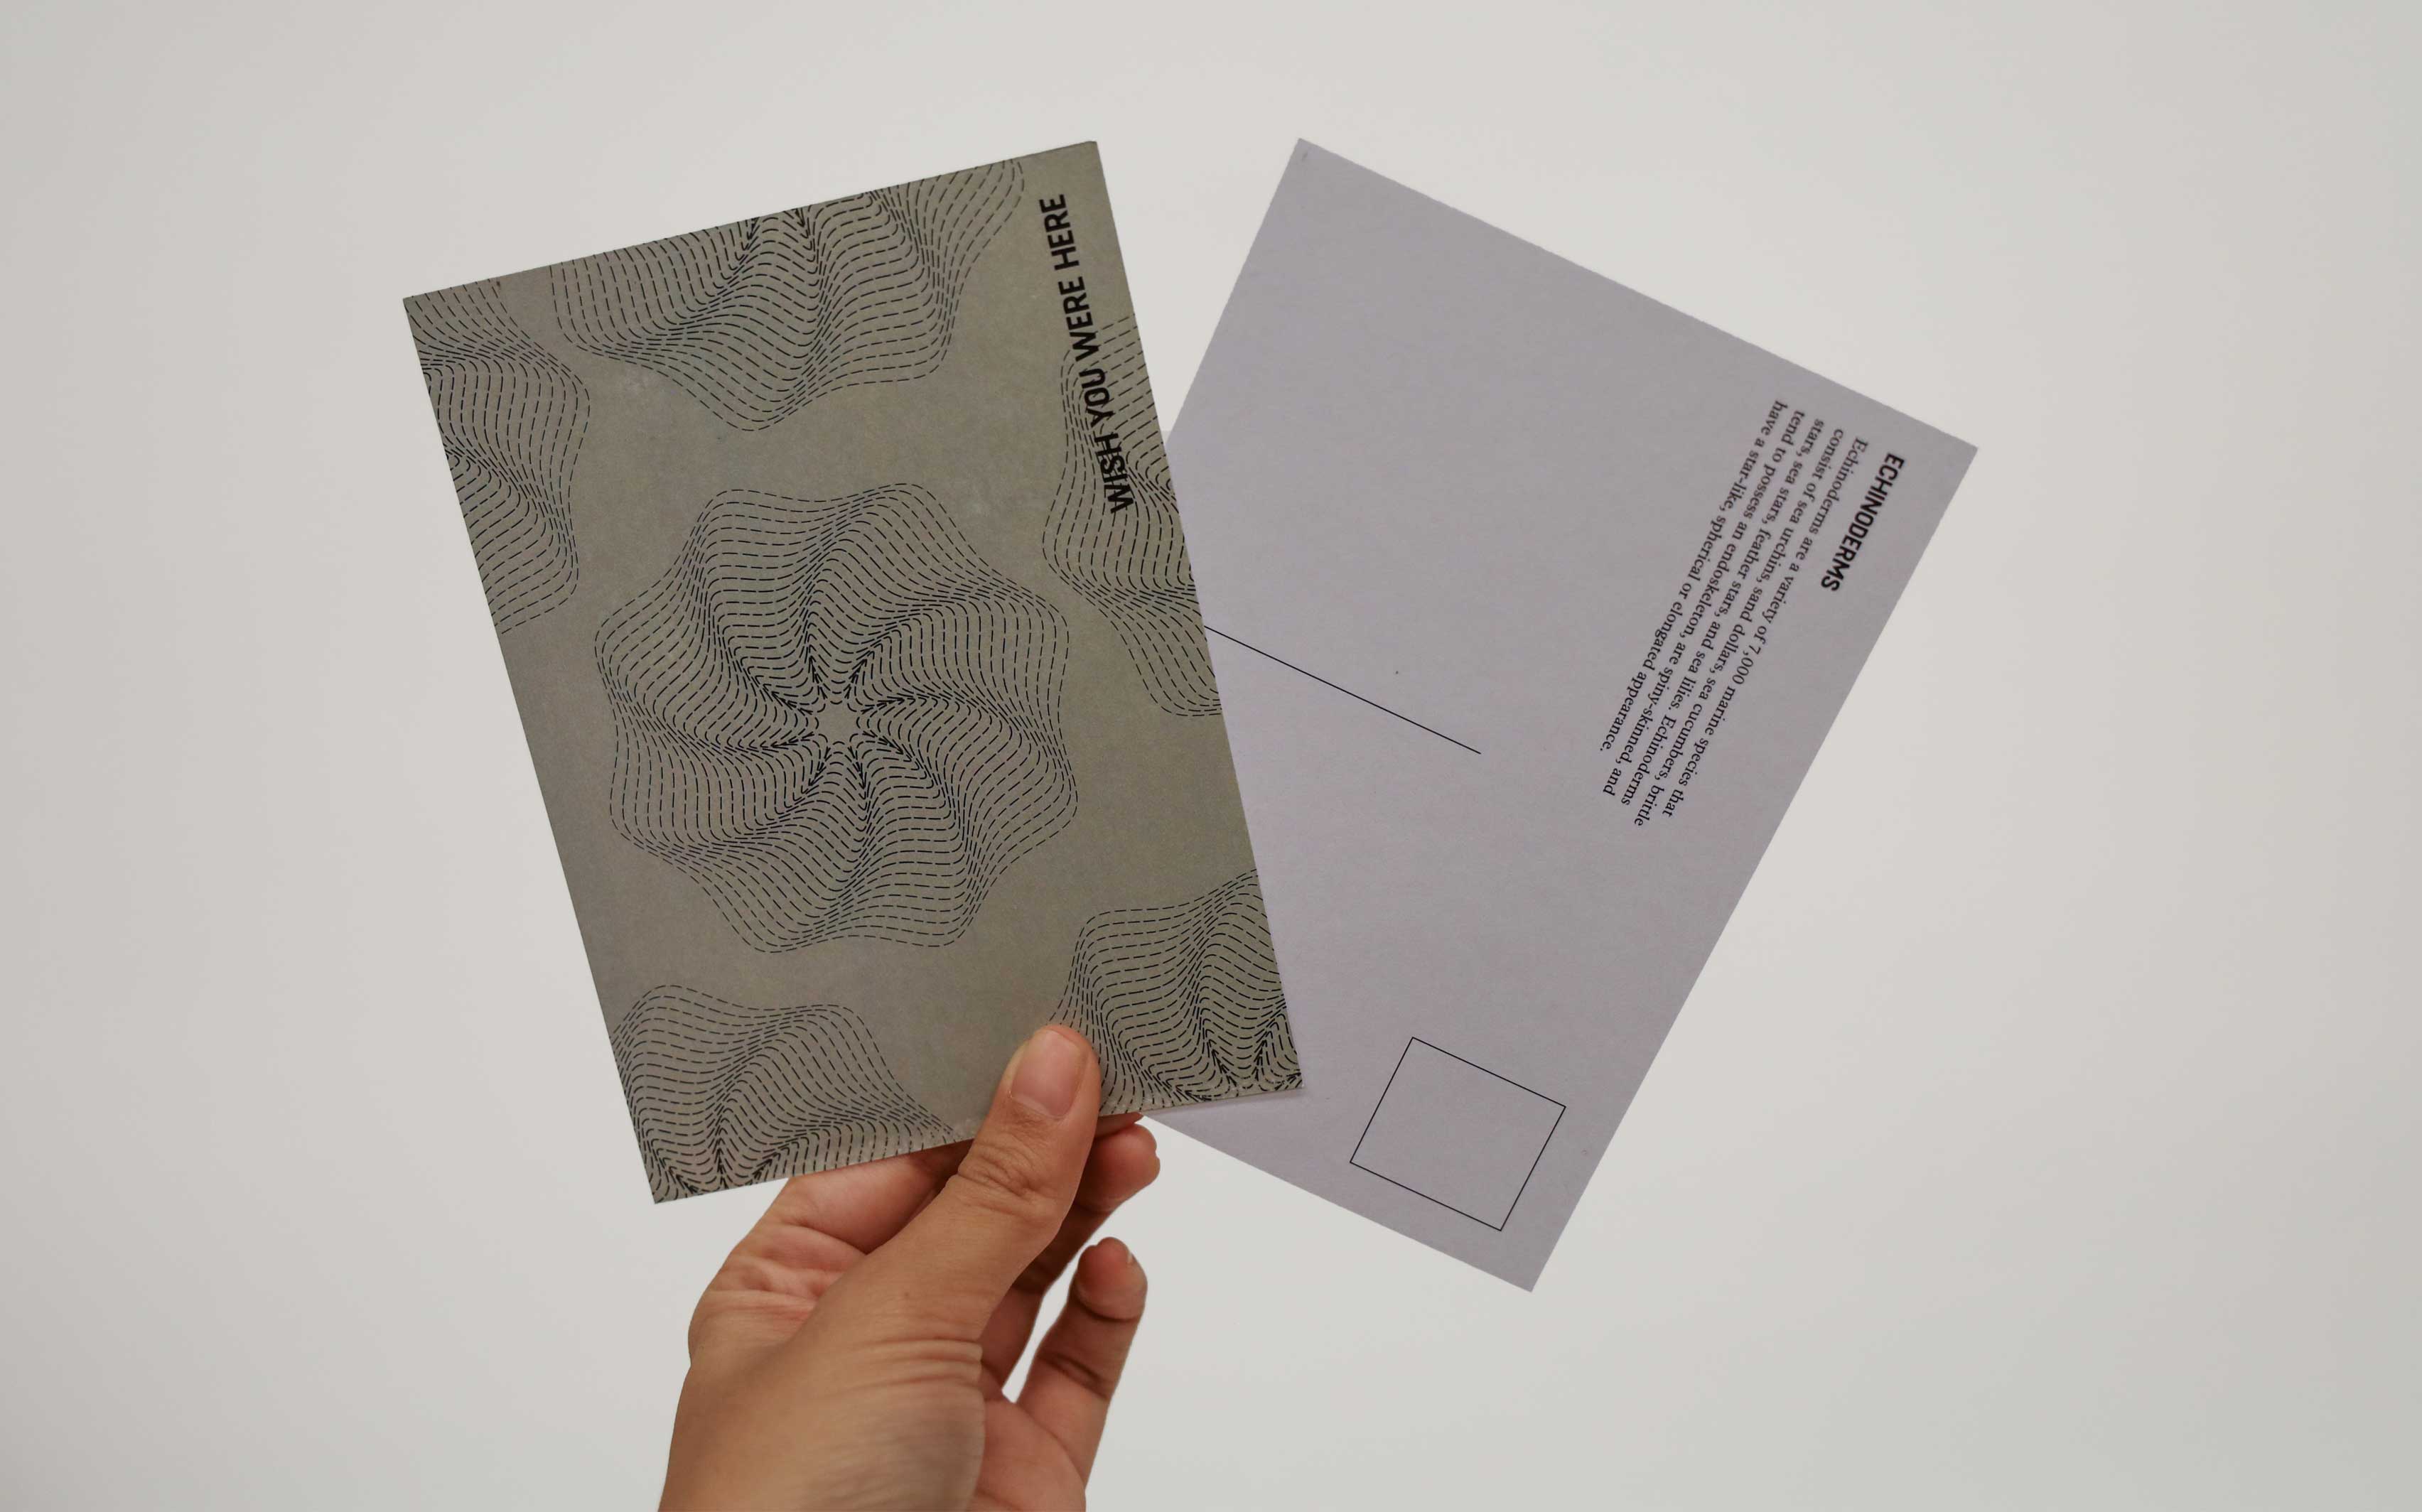 WISH YOU WERE HERE
ECHINODERMS
Echinoderms are a variety of 7,000 marine species that
consist of sea urchins, sand dollars, sea cucumbers, brittle
stars, sea stars, feather stars, and sea lilies. Echinoderms
tend to possess an endoskeleton, are spiny-skinned, and
have a star-like, spherical or elongated appearance.